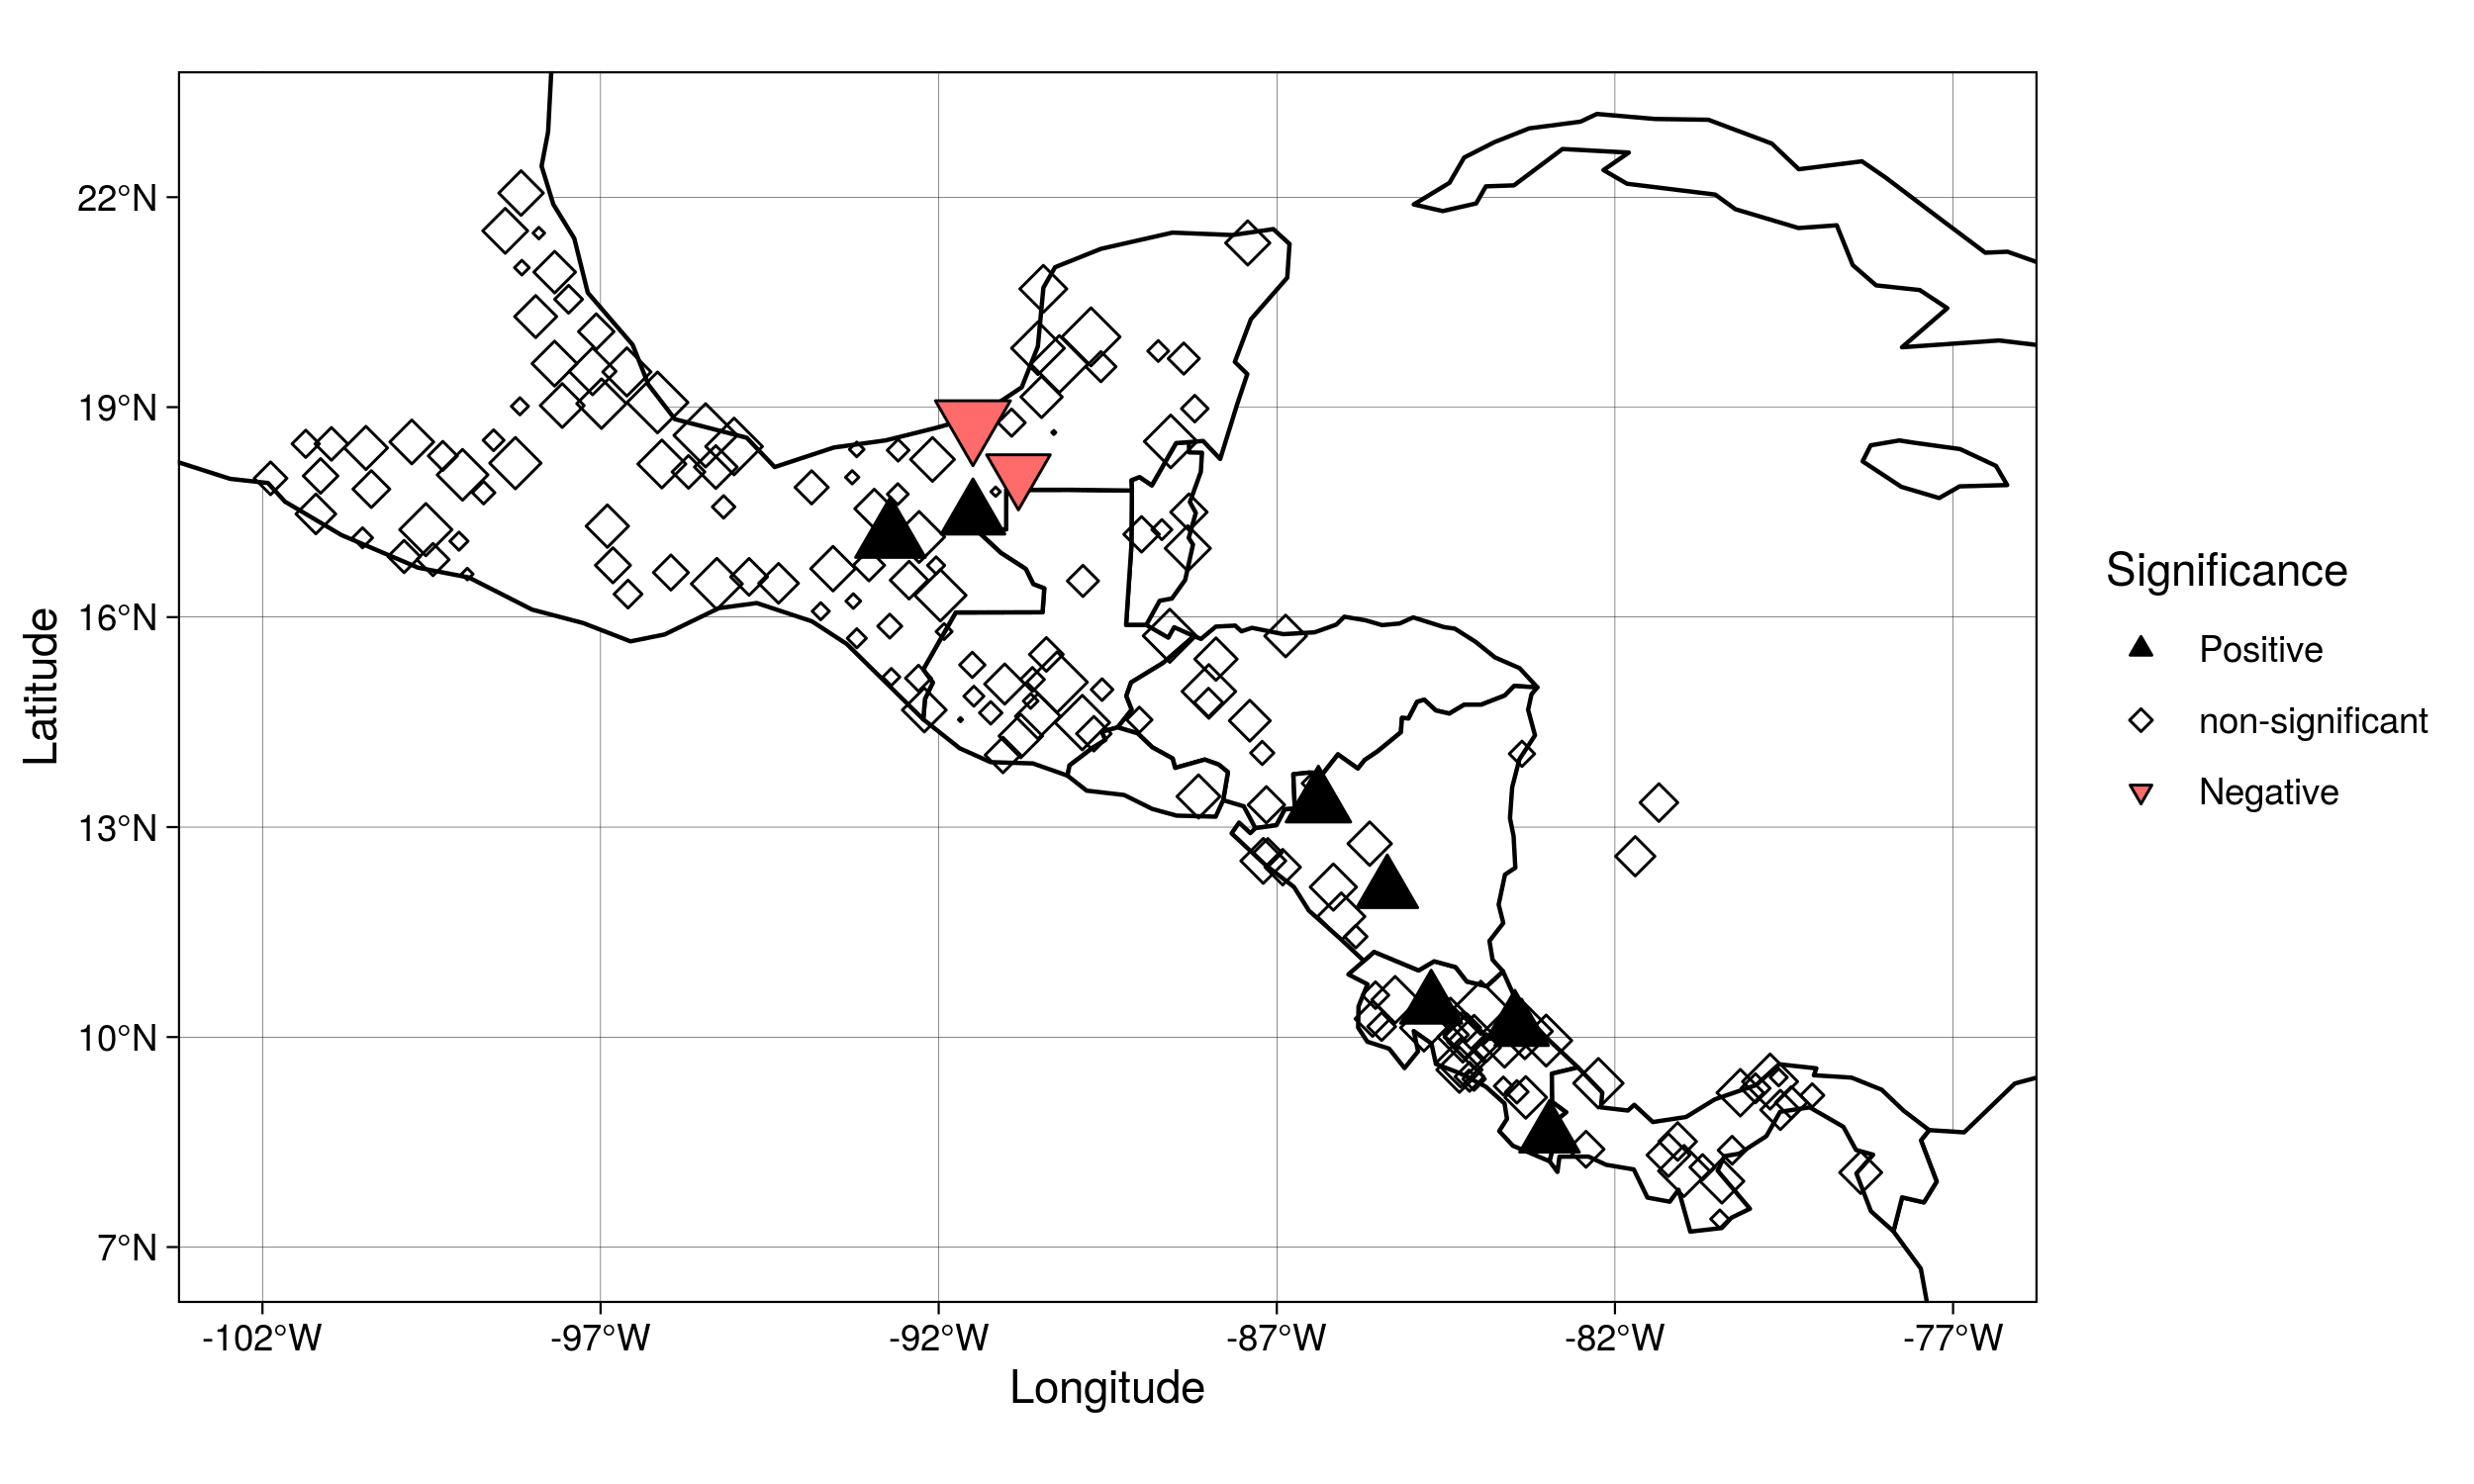 22°N
19°N
16°N
13°N
10°N
7°N
Latitude
-102°W
-97°W
-92°W
-87°W
-82°W
-77°W
Longitude
Significance
Positive
non-significant
Negative